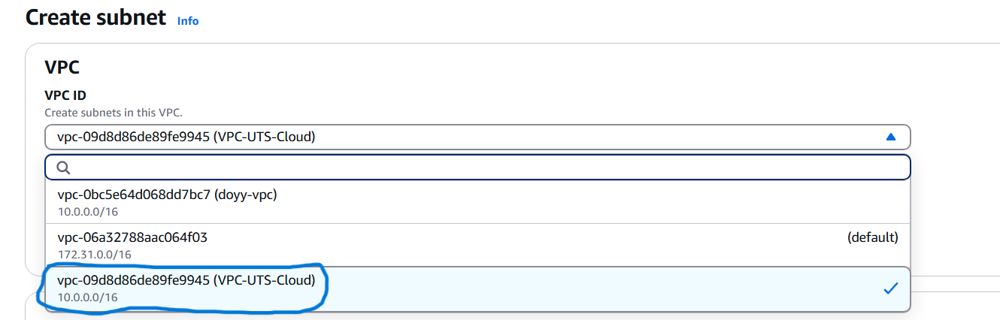 Create subnet Info
VPC
VPC ID
Create subnets in this VPC.
vpc-09d8d86de89fe9945 (VPC-UTS-Cloud)
vpc-0bc5e64d068dd7bc7 (doyy-vpc)
10.0.0.0/16
vpc-06a32788aac064f03 (default)
172.31.0.0/16
vpc-09d8d86de89fe9945 (VPC-UTS-Cloud)
10.0.0.0/16